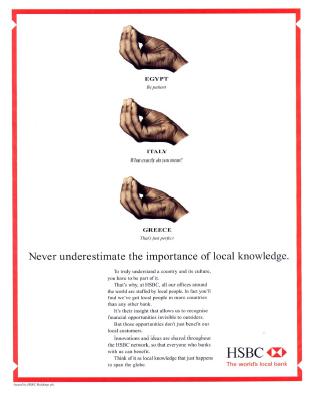 EGYPT
Be patient
ITALY
What exactly do you mean?
GREECE
That's just perfect
Never underestimate the importance of local knowledge.
To truly understand a country and its culture,
you have to be part of it.
That's why, at HSBC, all our offices around
the world are staffed by local people. In fact you'll
find we've got local people in more countries
than any other bank.
It's their insight that allows us to recognise
financial opportunities invisible to outsiders.
But those opportunities don't just benefit our
local customers.
Innovations and ideas are shared throughout
the HSBC network, so that everyone who banks
with us can benefit.
Think of it as local knowledge that just happens
to span the globe.
HSBC
The world's local bank
Issued by HSBC Holdings plc